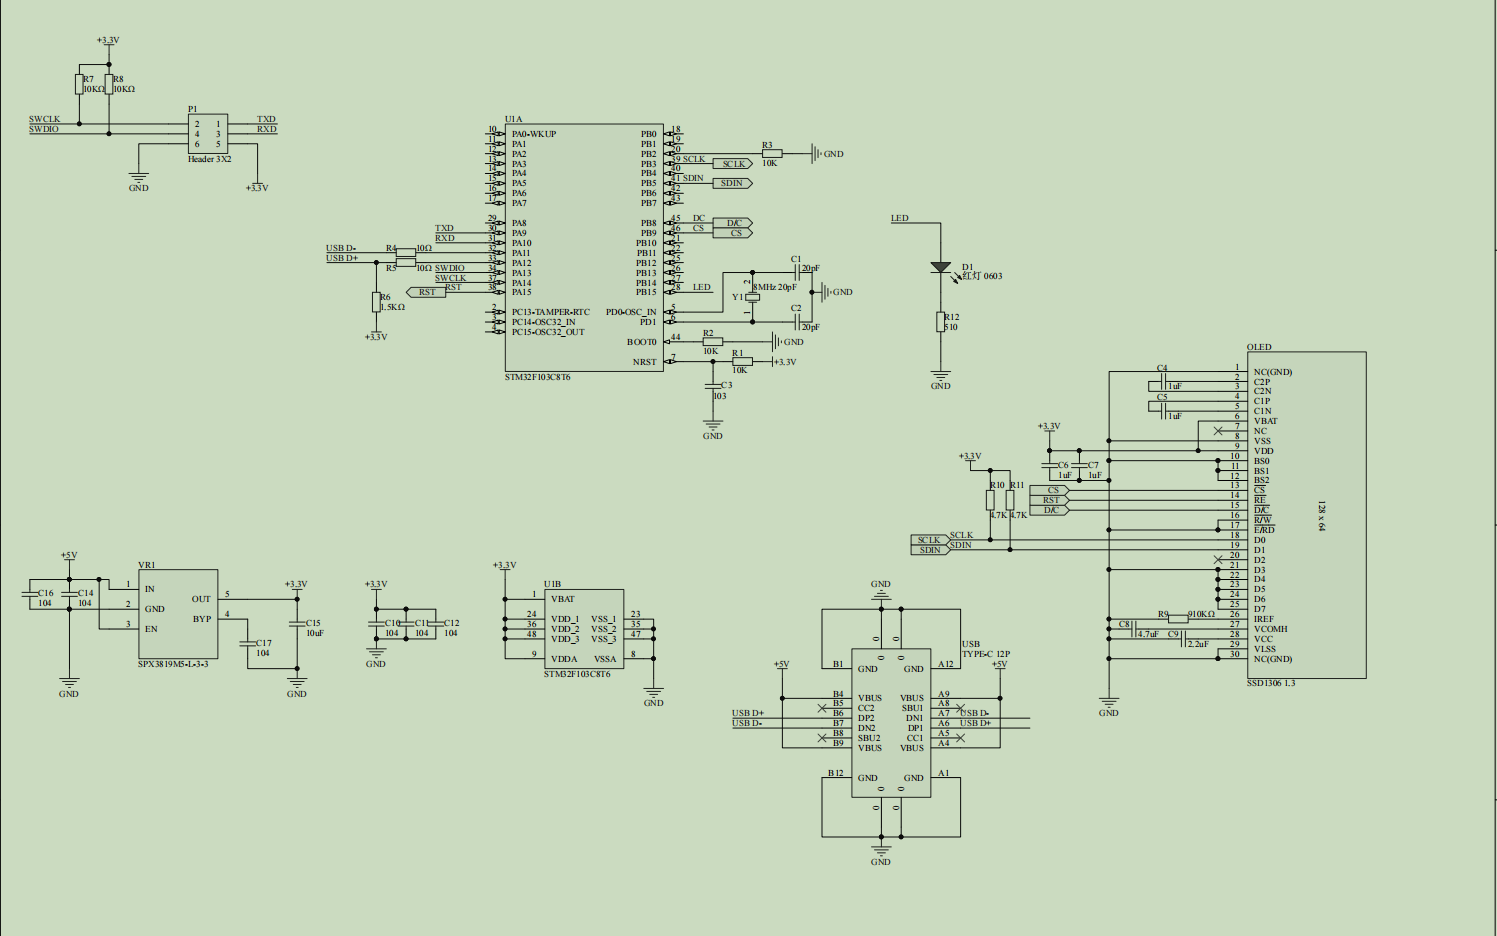 +3.3V
R7
10KΩ
R8
10KΩ
SWCLK
SWDIO
P1
2 1
4 3
6 5
Header 3X2
TXD
RXD
GND
+3.3V
U1A
10 PA0-WKUP
11 PA1
12 PA2
13 PA3
14 PA4
15 PA5
16 PA6
17 PA7
29 PA8
TXD 30 PA9
RXD 31 PA10
USB D- R4 10Ω 32 PA11
USB D+ R5 10Ω 33 PA12
SWDIO 34 PA13
SWCLK 37 PA14
RST RST 38 PA15
R6
1.5KΩ
+3.3V
2 PC13-TAMPER-RTC
3 PC14-OSC32_IN
4 PC15-OSC32_OUT
PB0 18
PB1 19
PB2 20
PB3 39 SCLK SCLK
PB4 40
PB5 41 SDIN SDIN
PB6 42
PB7 43
PB8 45 DC D/C
PB9 46 CS CS
PB10 21
PB11 22
PB12 25
PB13 26
PB14 27
PB15 28 LED
PD0-OSC_IN 5
PD1 6
BOOT0 44
NRST 7
STM32F103C8T6
R3
10K
GND
C1
20pF
2
8MHz 20pF
Y1
1
GND
C2
20pF
R2
10K
GND
R1
10K
+3.3V
C3
103
GND
LED
D1
红灯 0603
R12
510
GND
OLED
1 NC(GND)
2 C2P
3 C2N
4 C1P
5 C1N
6 VBAT
7 NC
8 VSS
9 VDD
10 BS0
11 BS1
12 BS2
13 CS
14 RE
15 D/C
16 R/W
17 E/RD
18 D0
19 D1
20 D2
21 D3
22 D4
23 D5
24 D6
25 D7
26 IREF
27 VCOMH
28 VCC
29 VLSS
30 NC(GND)
128 x 64
SSD1306 1.3
C4
1uF
C5
1uF
+3.3V
C6
1uF
C7
1uF
+3.3V
R10
4.7K
R11
4.7K
CS
RST
D/C
SCLK SCLK
SDIN SDIN
R9 910KΩ
C8
4.7uF
C9
2.2uF
GND
+5V
C16
104
C14
104
VR1
1 IN
2 GND
3 EN
OUT 5
BYP 4
SPX3819M5-L-3-3
+3.3V
C15
10uF
C17
104
GND
GND
+3.3V
C10
104
C11
104
C12
104
GND
+3.3V
U1B
1 VBAT
24 VDD_1
36 VDD_2
48 VDD_3
9 VDDA
VSS_1 23
VSS_2 35
VSS_3 47
VSSA 8
STM32F103C8T6
GND
GND
0 0
0 0
USB
TYPE-C 12P
B1 GND
GND A12
+5V
+5V
B4 VBUS
B5 CC2
USB D+ B6 DP2
USB D- B7 DN2
B8 SBU2
B9 VBUS
VBUS A9
SBU1 A8
DN1 A7 USB D-
DP1 A6 USB D+
CC1 A5
VBUS A4
B12 GND
GND A1
0 0
0 0
GND